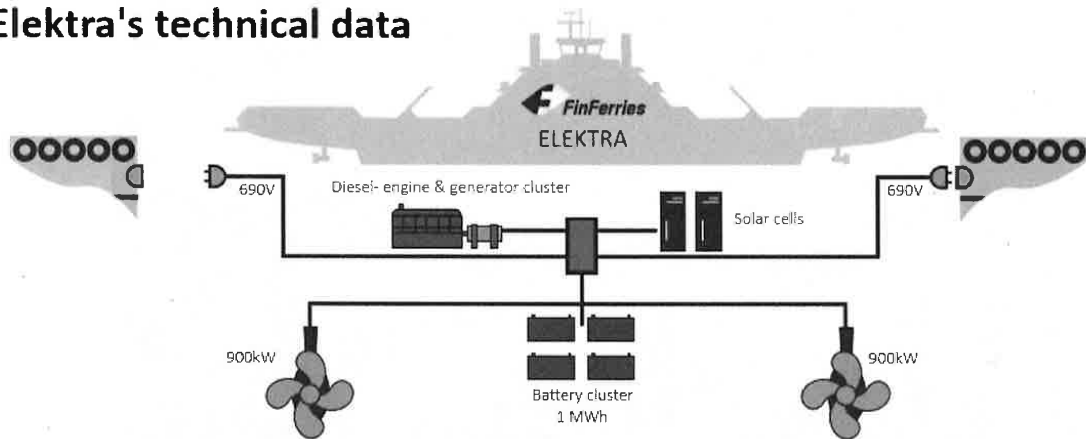 Elektra's technical data
FinFerries
ELEKTRA
690V
Diesel- engine & generator cluster
Solar cells
690V
900kW
Battery cluster
1 MWh
900kW